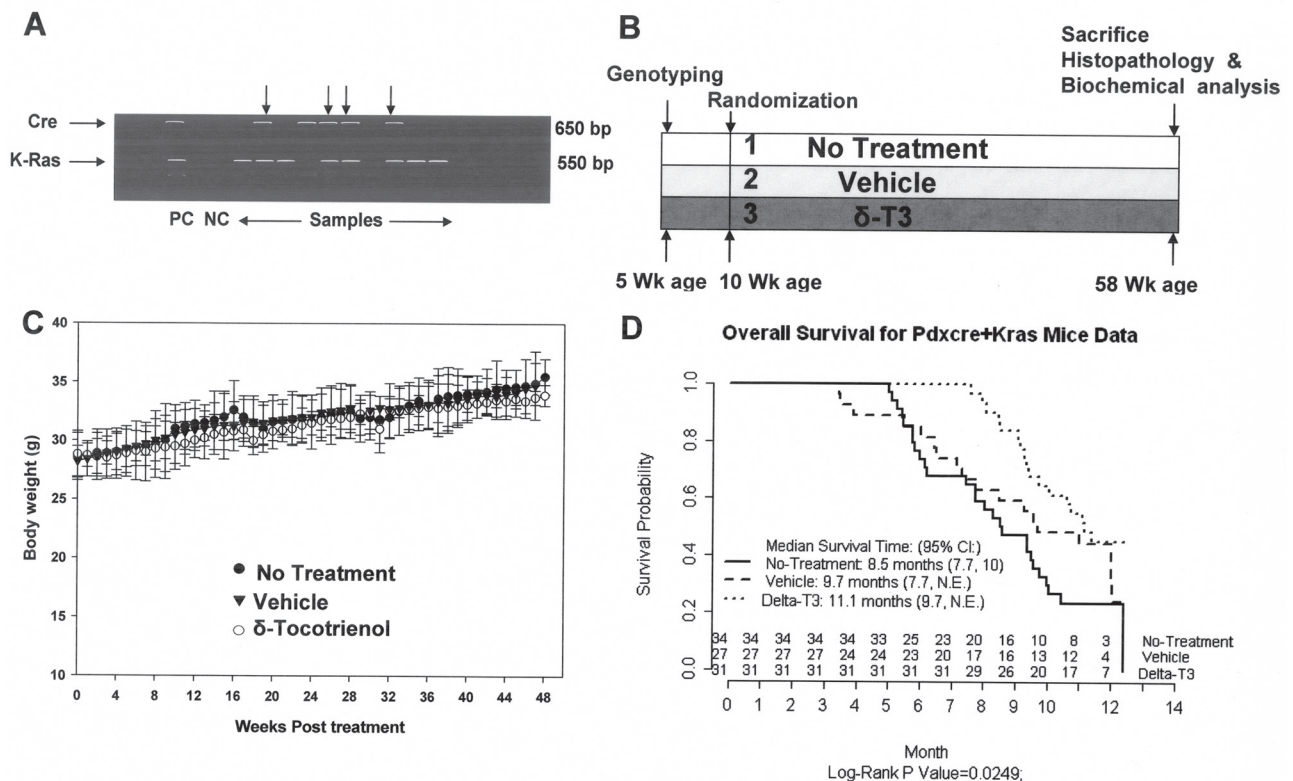 A
Cre
650 bp
K-Ras
550 bp
PC NC Samples
B
Sacrifice
Histopathology &
Biochemical analysis
Genotyping
Randomization
1 No Treatment
2 Vehicle
3 δ-T3
5 Wk age 10 Wk age 58 Wk age
C
40
35
30
25
20
15
10
Body weight (g)
No Treatment
Vehicle
δ-Tocotrienol
0 4 8 12 16 20 24 28 32 36 40 44 48
Weeks Post treatment
D
Overall Survival for Pdxcre+Kras Mice Data
1.0
0.8
0.6
0.4
0.2
0.0
Survival Probability
Median Survival Time: (95% CI:)
No-Treatment: 8.5 months (7.7, 10)
Vehicle: 9.7 months (7.7, N.E.)
Delta-T3: 11.1 months (9.7, N.E.)
34 34 34 34 34 33 25 23 20 16 10 8 3 No-Treatment
27 27 27 27 24 24 23 20 17 16 13 12 4 Vehicle
31 31 31 31 31 31 31 31 29 26 20 17 7 Delta-T3
0 1 2 3 4 5 6 7 8 9 10 11 12 14
Month
Log-Rank P Value=0.0249;